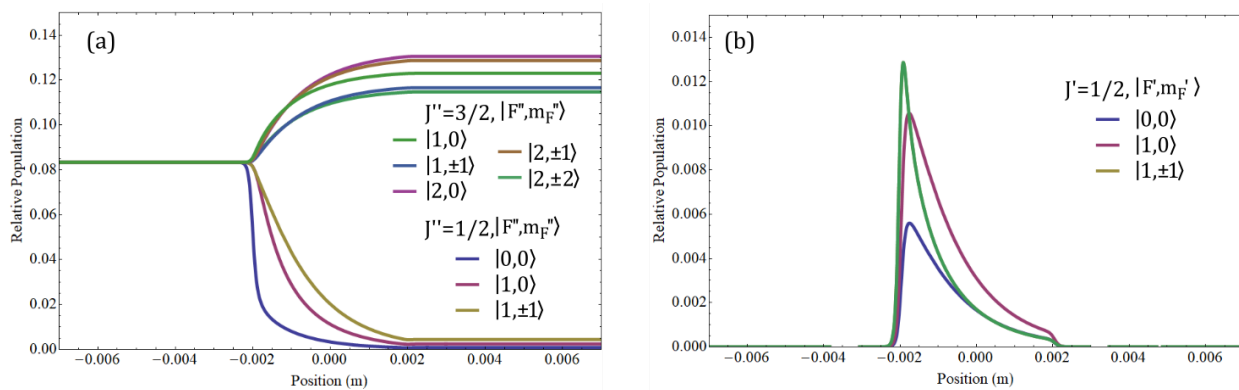 (a)
0.14
0.12
0.10
0.08
0.06
0.04
0.02
0.00
Relative Population
J''=3/2, |F'',mF''⟩
|1,0⟩
|1,±1⟩ |2,±1⟩
|2,0⟩ |2,±2⟩
J''=1/2,|F'',mF''⟩
|0,0⟩
|1,0⟩
|1,±1⟩
−0.006 −0.004 −0.002 0.000 0.002 0.004 0.006
Position (m)
(b)
0.014
0.012
0.010
0.008
0.006
0.004
0.002
0.000
Relative Population
J'=1/2, |F',mF'⟩
|0,0⟩
|1,0⟩
|1,±1⟩
−0.006 −0.004 −0.002 0.000 0.002 0.004 0.006
Position (m)